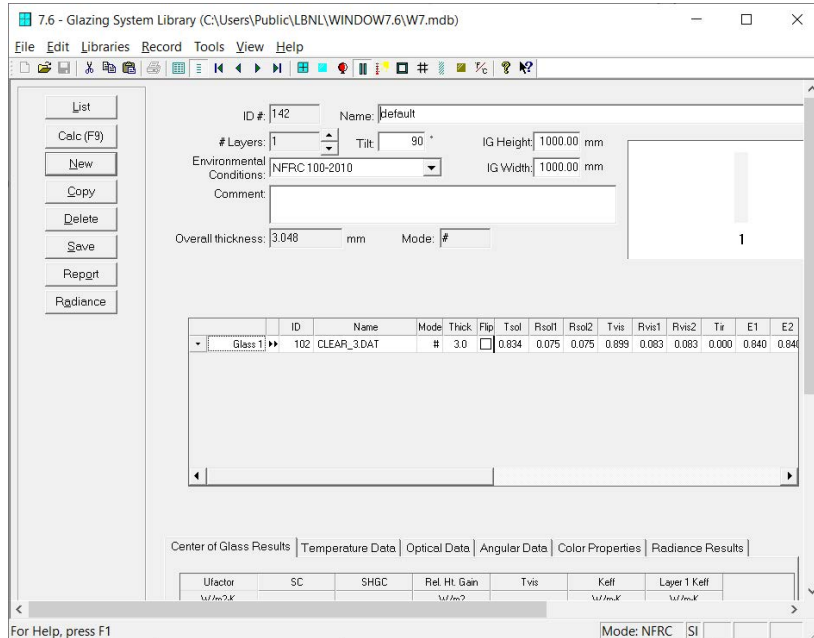 7.6 - Glazing System Library (C:\Users\Public\LBNL\WINDOW7.6\W7.mdb)
File Edit Libraries Record Tools View Help
List
Calc (F9)
New
Copy
Delete
Save
Report
Radiance
ID #: 142 Name: default
# Layers: 1 Tilt: 90 ° IG Height: 1000.00 mm
Environmental Conditions: NFRC 100-2010 IG Width: 1000.00 mm
Comment:
Overall thickness: 3.048 mm Mode: #
1
ID Name Mode Thick Flip Tsol Rsol1 Rsol2 Tvis Rvis1 Rvis2 Tir E1 E2
Glass 1 102 CLEAR_3.DAT # 3.0 0.834 0.075 0.075 0.899 0.083 0.083 0.000 0.840 0.840
Center of Glass Results Temperature Data Optical Data Angular Data Color Properties Radiance Results
Ufactor SC SHGC Rel. Ht. Gain Tvis Keff Layer 1 Keff
W/m2-K W/m2 W/m-K W/m-K
For Help, press F1 Mode: NFRC SI